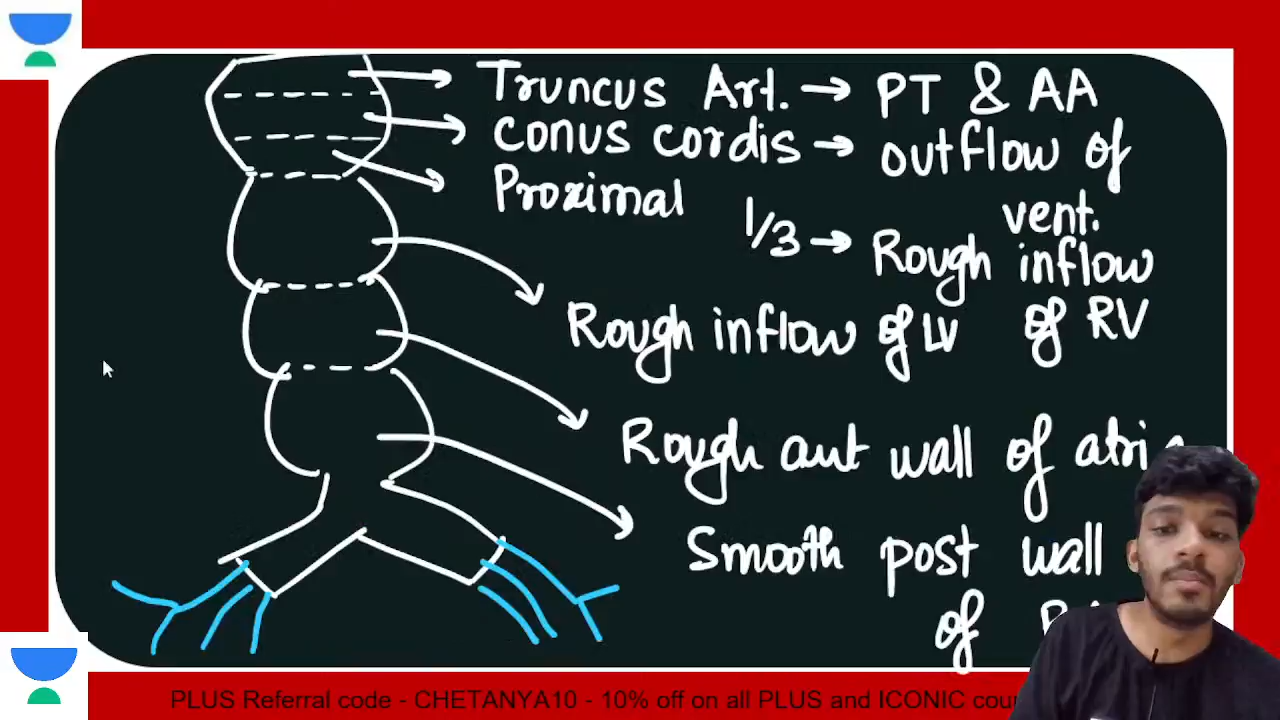 Truncus Art. → PT & AA
Conus cordis → outflow of
vent.
Proximal
1/3 → Rough inflow
of RV
Rough inflow of LV
Rough ant wall of atri
Smooth post wall
of
PLUS Referral code - CHETANYA10 - 10% off on all PLUS and ICONIC cou